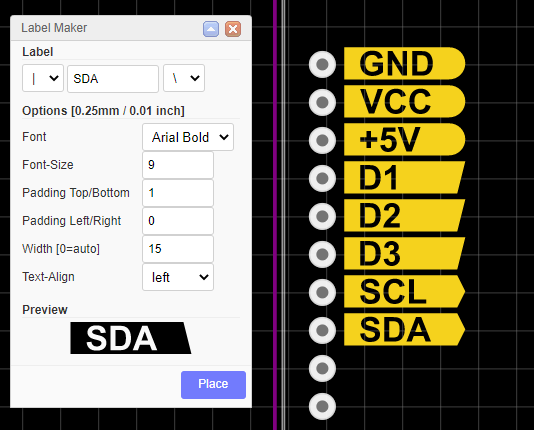 Label Maker
Label
| SDA \
Options [0.25mm / 0.01 inch]
Font Arial Bold
Font-Size 9
Padding Top/Bottom 1
Padding Left/Right 0
Width [0=auto] 15
Text-Align left
Preview
SDA
Place
GND
VCC
+5V
D1
D2
D3
SCL
SDA